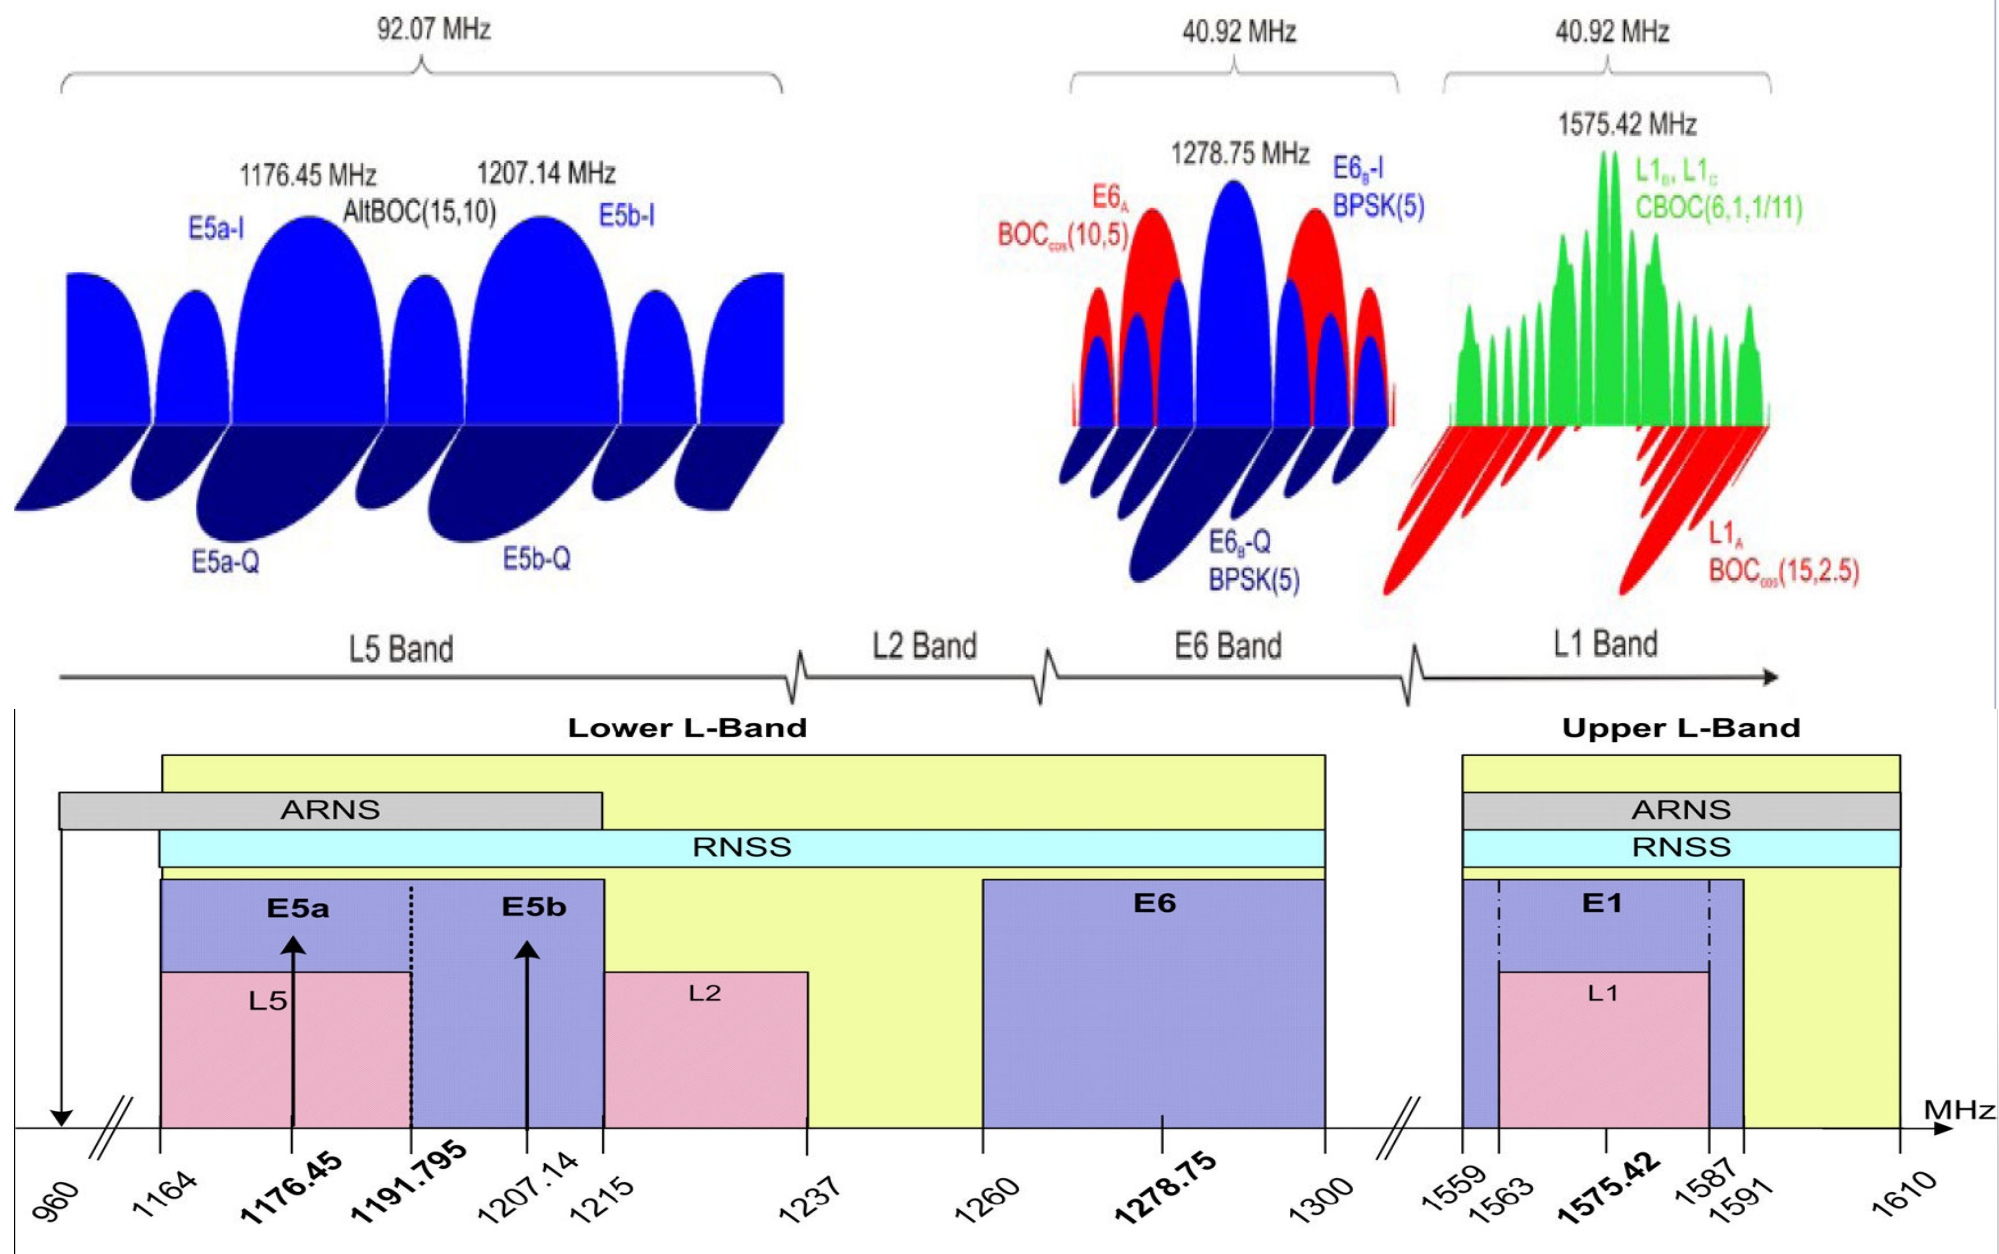 92.07 MHz
40.92 MHz
40.92 MHz
1575.42 MHz
1278.75 MHz
1176.45 MHz
1207.14 MHz
AltBOC(15,10)
E5a-I
E5b-I
E6A
BOCcos(10,5)
E6B-I
BPSK(5)
L1B, L1C
CBOC(6,1,1/11)
E5a-Q
E5b-Q
E6B-Q
BPSK(5)
L1A
BOCcos(15,2.5)
L5 Band
L2 Band
E6 Band
L1 Band
Lower L-Band
Upper L-Band
ARNS
ARNS
RNSS
RNSS
E5a
E5b
E6
E1
L5
L2
L1
MHz
960
1164
1176.45
1191.795
1207.14
1215
1237
1260
1278.75
1300
1559
1563
1575.42
1587
1591
1610